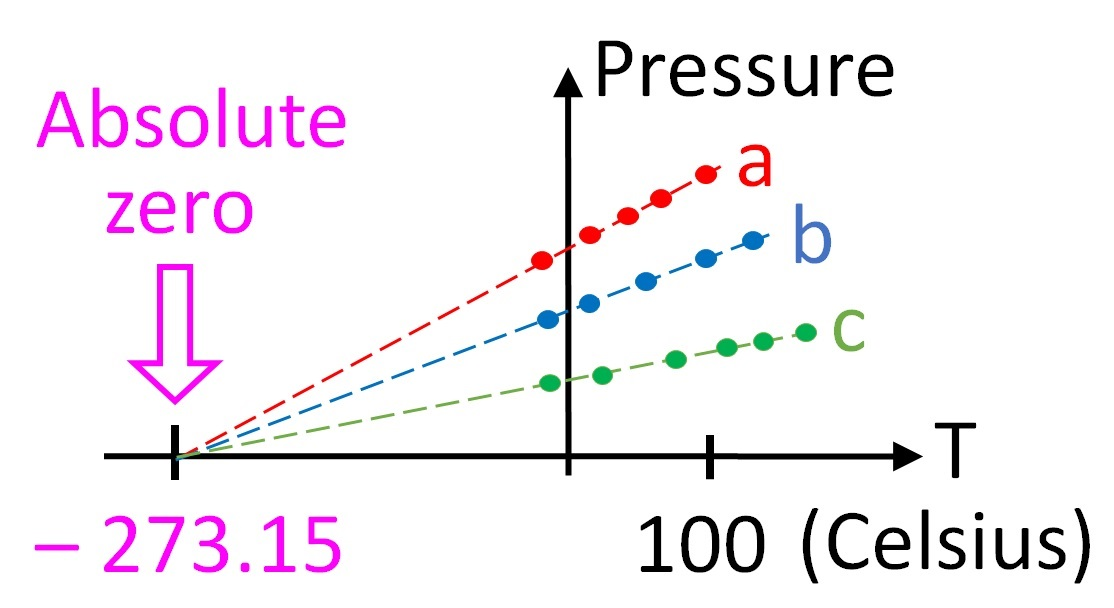 Pressure
Absolute
zero
a
b
c
T
– 273.15
100 (Celsius)